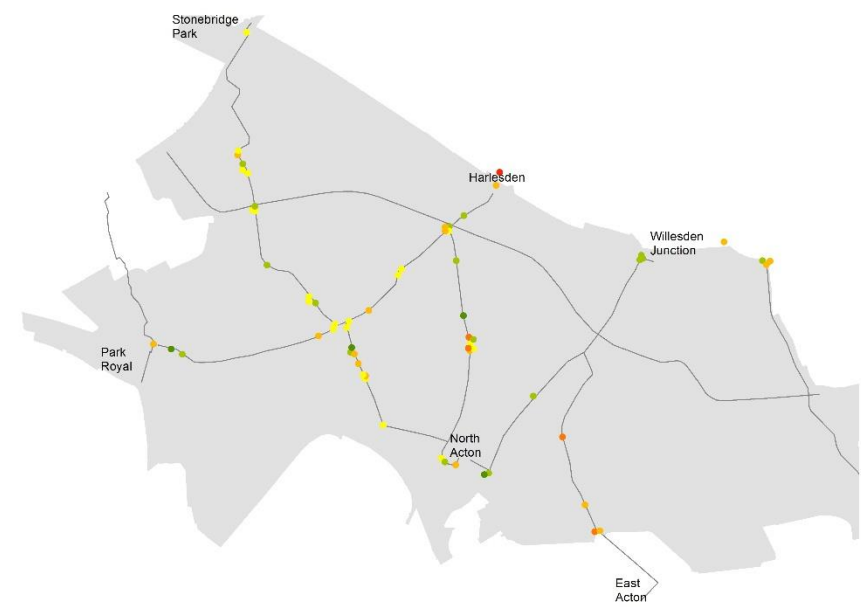 Stonebridge
Park
Harlesden
Willesden
Junction
Park
Royal
North
Acton
East
Acton